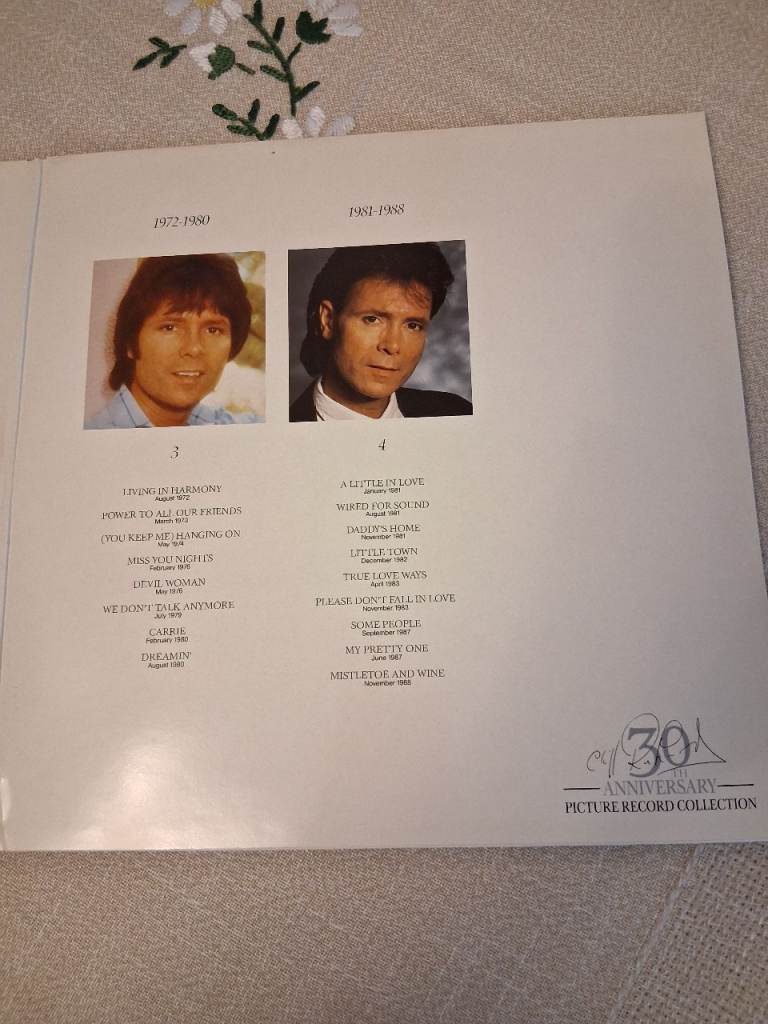 1972-1980
3
LIVING IN HARMONY
August 1972
POWER TO ALL OUR FRIENDS
March 1973
(YOU KEEP ME) HANGING ON
May 1974
MISS YOU NIGHTS
February 1976
DEVIL WOMAN
May 1976
WE DON'T TALK ANYMORE
July 1979
CARRIE
February 1980
DREAMIN'
August 1980
1981-1988
4
A LITTLE IN LOVE
January 1981
WIRED FOR SOUND
August 1981
DADDY'S HOME
November 1981
LITTLE TOWN
December 1982
TRUE LOVE WAYS
April 1983
PLEASE DON'T FALL IN LOVE
November 1983
SOME PEOPLE
September 1987
MY PRETTY ONE
June 1987
MISTLETOE AND WINE
November 1988
Cliff Richard
30
TH
ANNIVERSARY
PICTURE RECORD COLLECTION